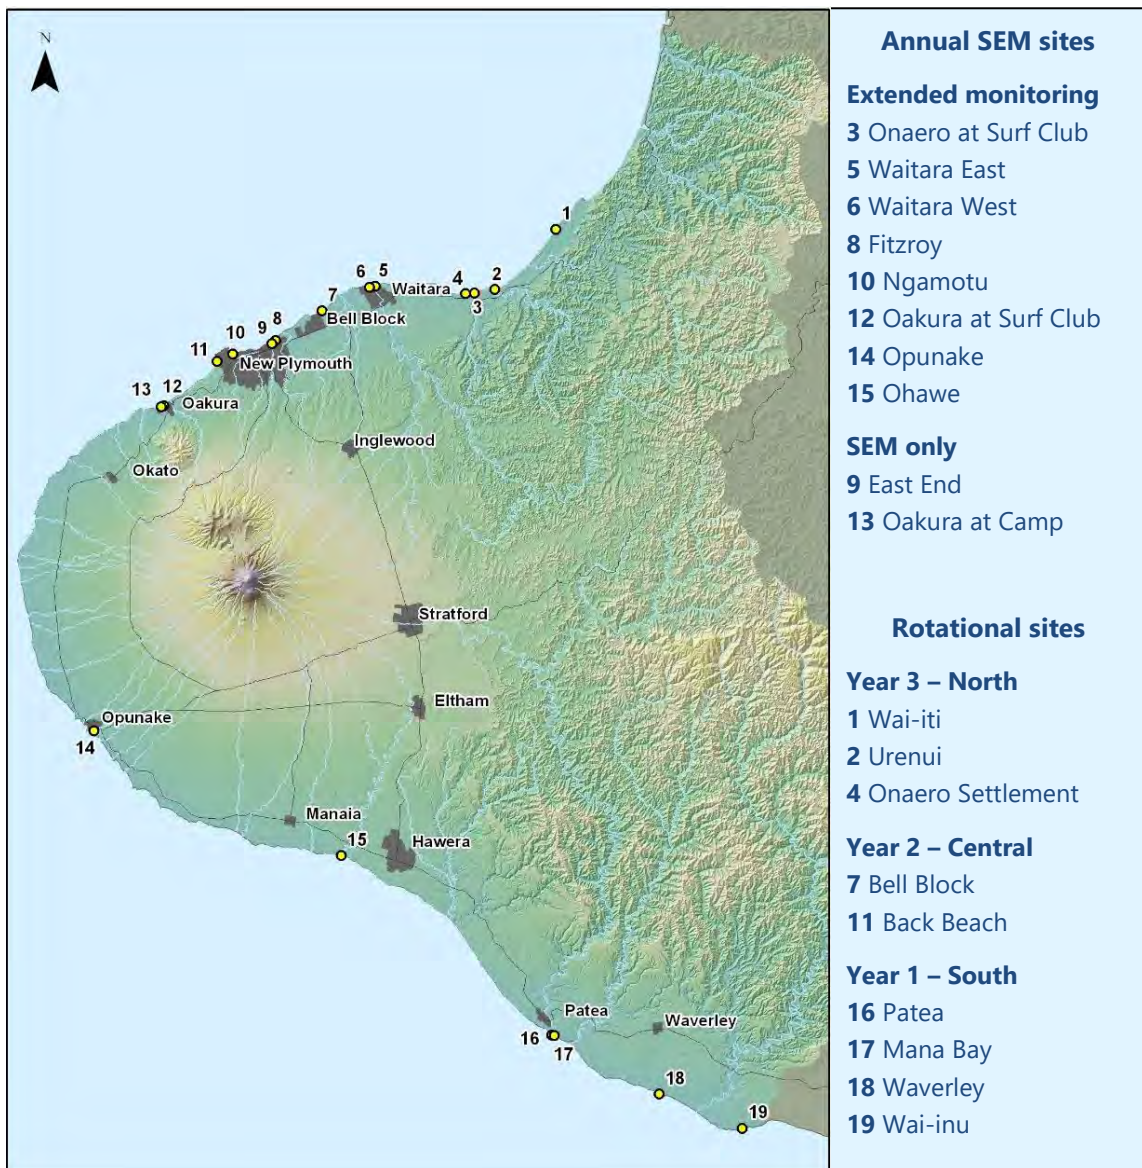 N
1
2
3
4
5
6
Waitara
7
Bell Block
8
9
10
New Plymouth
11
12
13
Oakura
Inglewood
Okato
Stratford
Eltham
Opunake
14
Manaia
15
Hawera
Patea
16
17
Waverley
18
19
Annual SEM sites
Extended monitoring
3 Onaero at Surf Club
5 Waitara East
6 Waitara West
8 Fitzroy
10 Ngamotu
12 Oakura at Surf Club
14 Opunake
15 Ohawe
SEM only
9 East End
13 Oakura at Camp
Rotational sites
Year 3 – North
1 Wai-iti
2 Urenui
4 Onaero Settlement
Year 2 – Central
7 Bell Block
11 Back Beach
Year 1 – South
16 Patea
17 Mana Bay
18 Waverley
19 Wai-inu